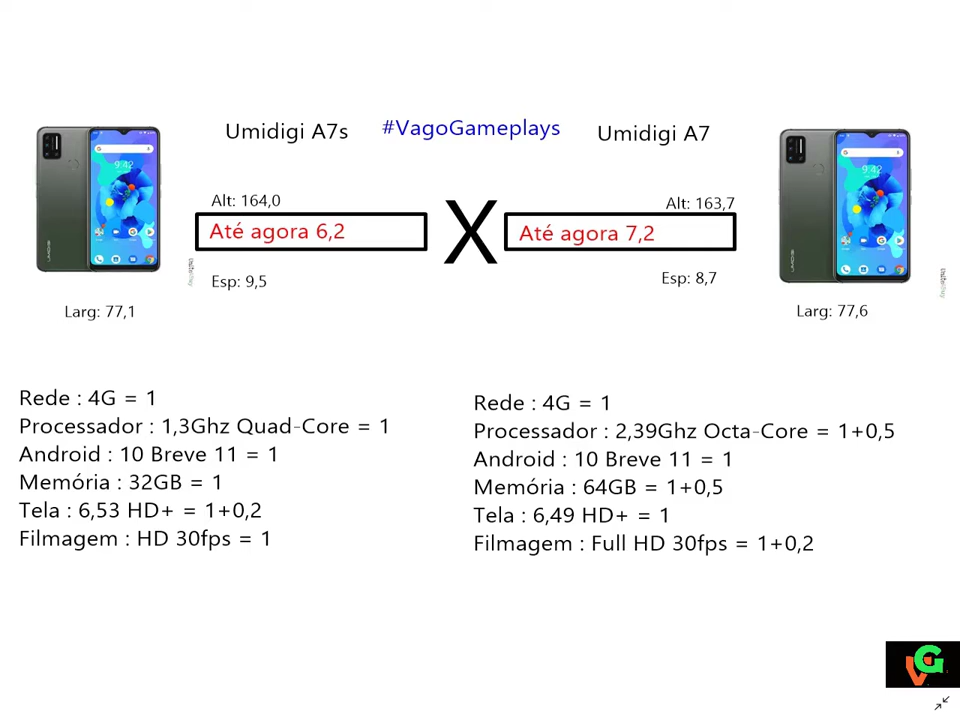 Umidigi A7s
#VagoGameplays
Umidigi A7
Alt: 164,0
Até agora 6,2
Esp: 9,5
Larg: 77,1
X
Alt: 163,7
Até agora 7,2
Esp: 8,7
Larg: 77,6
Rede : 4G = 1
Processador : 1,3Ghz Quad-Core = 1
Android : 10 Breve 11 = 1
Memória : 32GB = 1
Tela : 6,53 HD+ = 1+0,2
Filmagem : HD 30fps = 1
Rede : 4G = 1
Processador : 2,39Ghz Octa-Core = 1+0,5
Android : 10 Breve 11 = 1
Memória : 64GB = 1+0,5
Tela : 6,49 HD+ = 1
Filmagem : Full HD 30fps = 1+0,2
VG